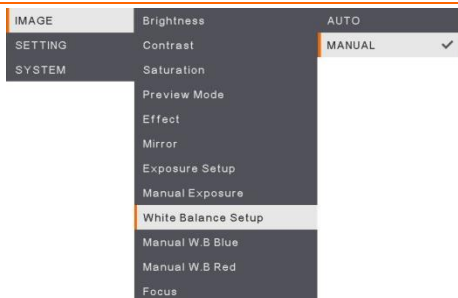 IMAGE
SETTING
SYSTEM
Brightness
Contrast
Saturation
Preview Mode
Effect
Mirror
Exposure Setup
Manual Exposure
White Balance Setup
Manual W.B Blue
Manual W.B Red
Focus
AUTO
MANUAL